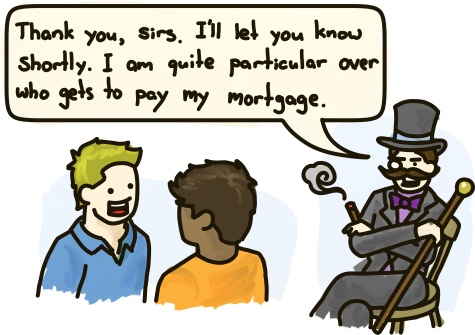 Thank you, sirs. I'll let you know
shortly. I am quite particular over
who gets to pay my mortgage.